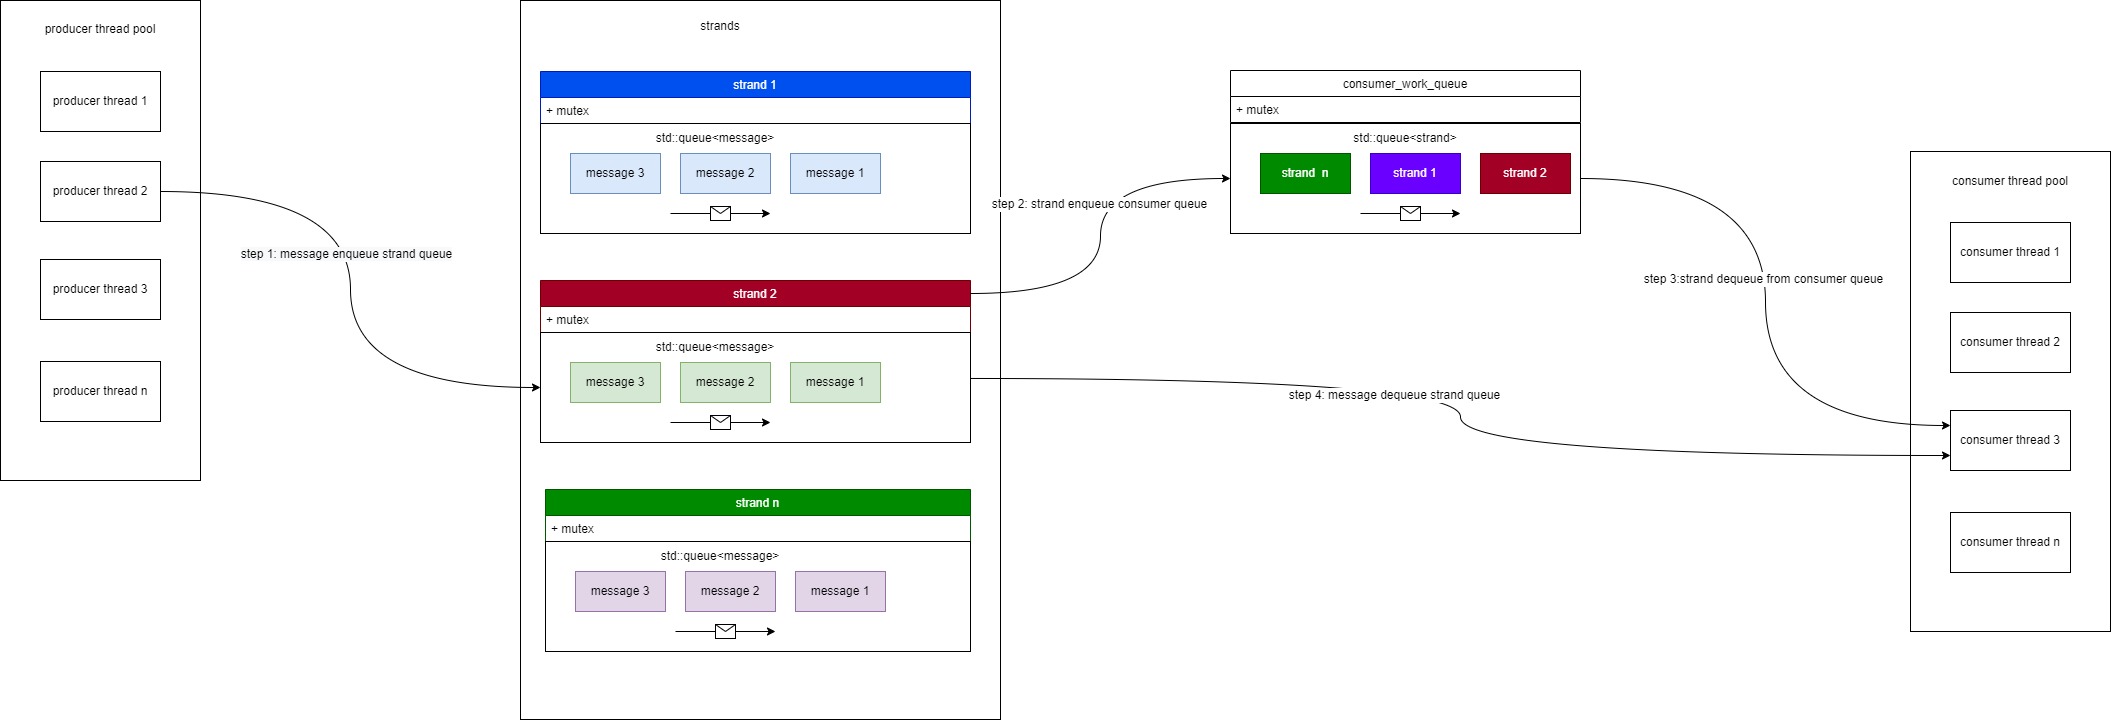 producer thread pool
producer thread 1
producer thread 2
producer thread 3
producer thread n
step 1: message enqueue strand queue
strands
strand 1
+ mutex
std::queue<message>
message 3
message 2
message 1
strand 2
+ mutex
std::queue<message>
message 3
message 2
message 1
strand n
+ mutex
std::queue<message>
message 3
message 2
message 1
step 2: strand enqueue consumer queue
consumer_work_queue
+ mutex
std::queue<strand>
strand n
strand 1
strand 2
step 3:strand dequeue from consumer queue
step 4: message dequeue strand queue
consumer thread pool
consumer thread 1
consumer thread 2
consumer thread 3
consumer thread n